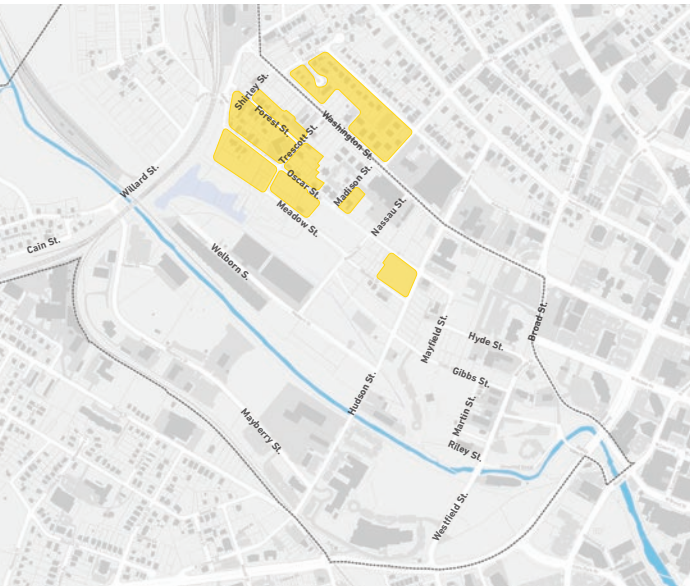 Shirley St.
Forest St.
Washington St.
Trescott St.
Willard St.
Oscar St.
Madison St.
Meadow St.
Nassau St.
Cain St.
Welborn S.
Broad St.
Mayfield St.
Hyde St.
Gibbs St.
Hudson St.
Martin St.
Mayberry St.
Riley St.
Westfield St.